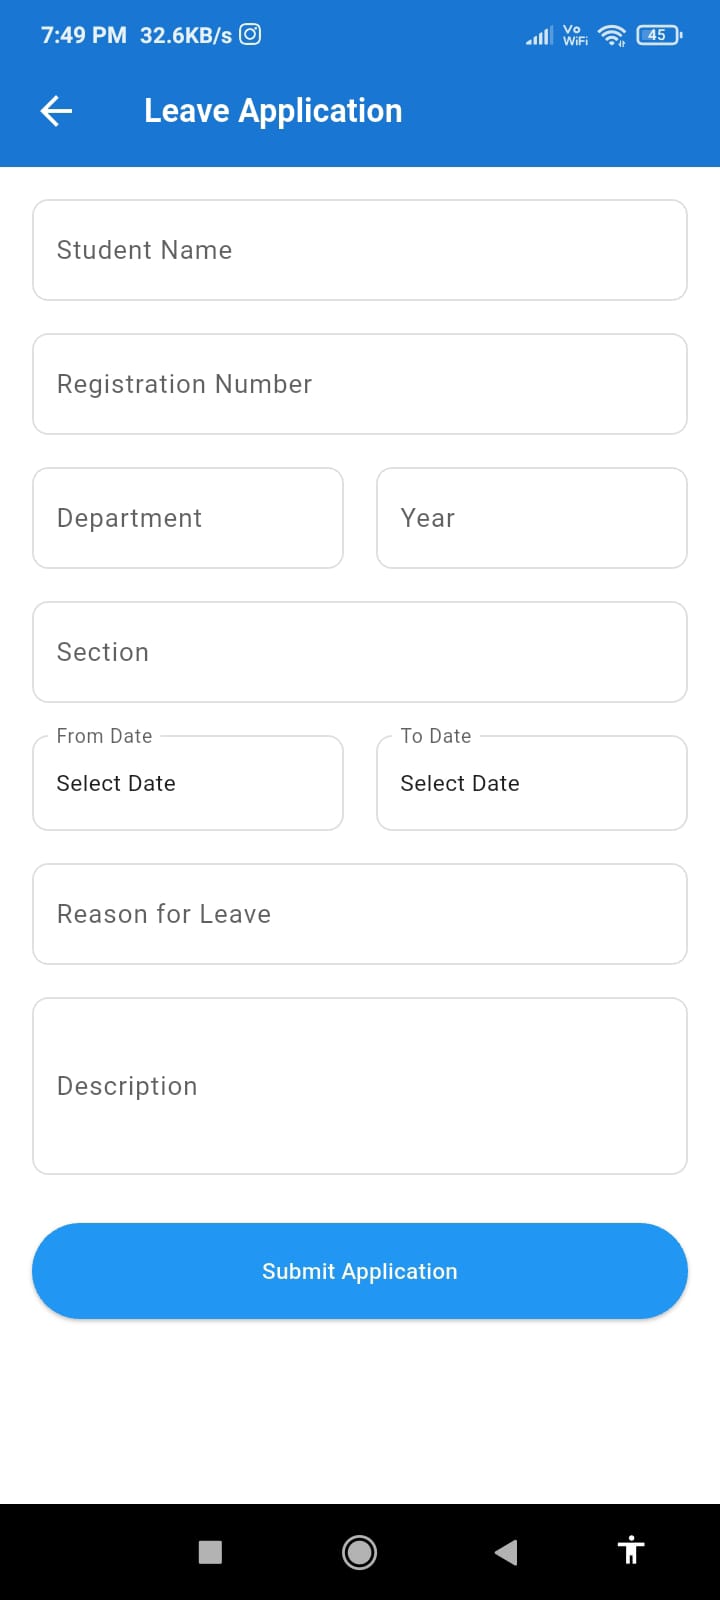 7:49 PM 32.6KB/s Vo WiFi 45
Leave Application
Student Name
Registration Number
Department Year
Section
From Date To Date
Select Date Select Date
Reason for Leave
Description
Submit Application